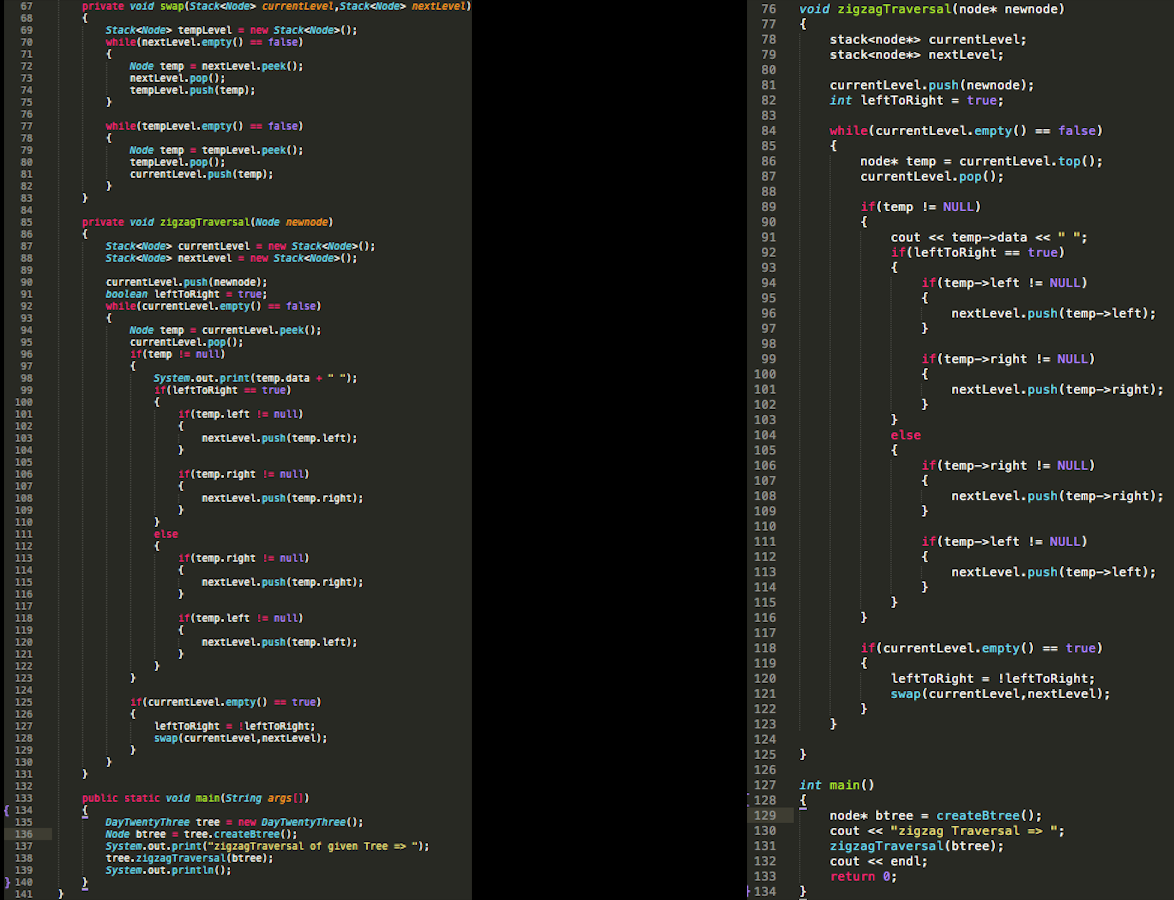 67 private void swap(Stack<Node> currentLevel,Stack<Node> nextLevel)
68 {
69 Stack<Node> tempLevel = new Stack<Node>();
70 while(nextLevel.empty() == false)
71 {
72 Node temp = nextLevel.peek();
73 nextLevel.pop();
74 tempLevel.push(temp);
75 }
76
77 while(tempLevel.empty() == false)
78 {
79 Node temp = tempLevel.peek();
80 tempLevel.pop();
81 currentLevel.push(temp);
82 }
83 }
84
85 private void zigzagTraversal(Node newnode)
86 {
87 Stack<Node> currentLevel = new Stack<Node>();
88 Stack<Node> nextLevel = new Stack<Node>();
89
90 currentLevel.push(newnode);
91 boolean leftToRight = true;
92 while(currentLevel.empty() == false)
93 {
94 Node temp = currentLevel.peek();
95 currentLevel.pop();
96 if(temp != null)
97 {
98 System.out.print(temp.data + " ");
99 if(leftToRight == true)
100 {
101 if(temp.left != null)
102 {
103 nextLevel.push(temp.left);
104 }
105
106 if(temp.right != null)
107 {
108 nextLevel.push(temp.right);
109 }
110 }
111 else
112 {
113 if(temp.right != null)
114 {
115 nextLevel.push(temp.right);
116 }
117
118 if(temp.left != null)
119 {
120 nextLevel.push(temp.left);
121 }
122 }
123 }
124
125 if(currentLevel.empty() == true)
126 {
127 leftToRight = !leftToRight;
128 swap(currentLevel,nextLevel);
129 }
130 }
131 }
132
133 public static void main(String args[])
{ 134 {
135 DayTwentyThree tree = new DayTwentyThree();
136 Node btree = tree.createBtree();
137 System.out.print("zigzagTraversal of given Tree => ");
138 tree.zigzagTraversal(btree);
139 System.out.println();
} 140 }
141 }
76 void zigzagTraversal(node* newnode)
77 {
78 stack<node*> currentLevel;
79 stack<node*> nextLevel;
80
81 currentLevel.push(newnode);
82 int leftToRight = true;
83
84 while(currentLevel.empty() == false)
85 {
86 node* temp = currentLevel.top();
87 currentLevel.pop();
88
89 if(temp != NULL)
90 {
91 cout << temp->data << " ";
92 if(leftToRight == true)
93 {
94 if(temp->left != NULL)
95 {
96 nextLevel.push(temp->left);
97 }
98
99 if(temp->right != NULL)
100 {
101 nextLevel.push(temp->right);
102 }
103 }
104 else
105 {
106 if(temp->right != NULL)
107 {
108 nextLevel.push(temp->right);
109 }
110
111 if(temp->left != NULL)
112 {
113 nextLevel.push(temp->left);
114 }
115 }
116 }
117
118 if(currentLevel.empty() == true)
119 {
120 leftToRight = !leftToRight;
121 swap(currentLevel,nextLevel);
122 }
123 }
124
125 }
126
127 int main()
128 {
129 node* btree = createBtree();
130 cout << "zigzag Traversal => ";
131 zigzagTraversal(btree);
132 cout << endl;
133 return 0;
134 }